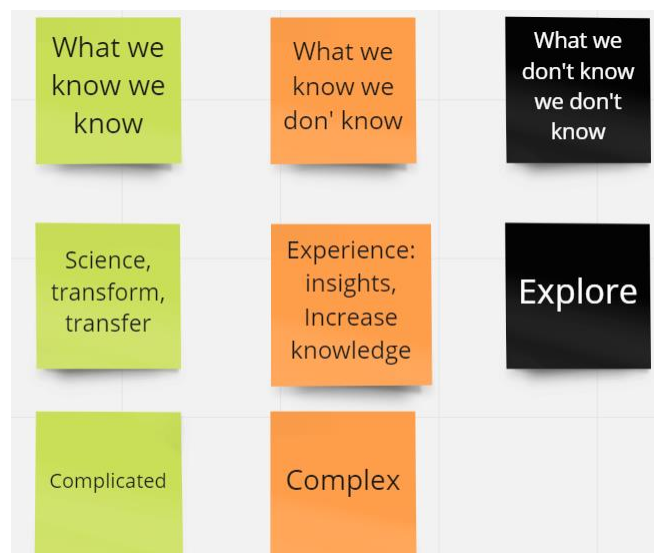 What we
know we
know
What we
know we
don' know
What we
don't know
we don't
know
Science,
transform,
transfer
Experience:
insights,
Increase
knowledge
Explore
Complicated
Complex